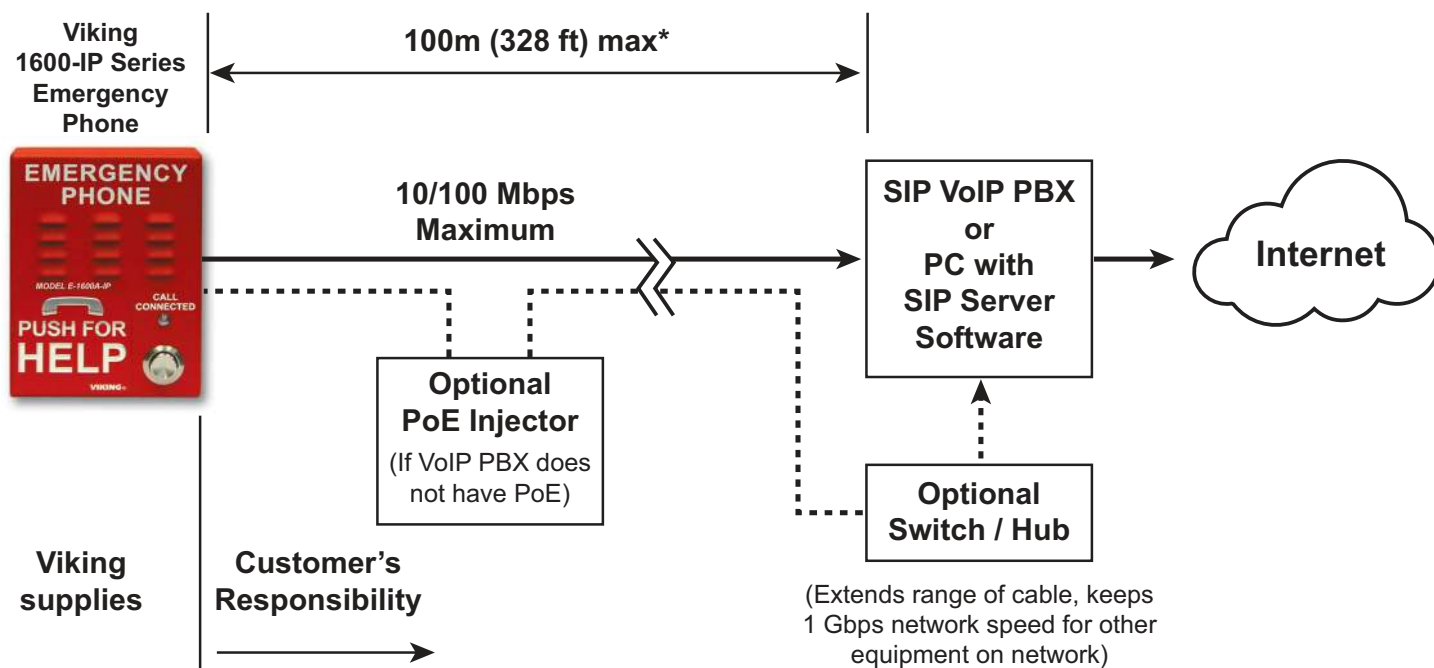 Viking
1600-IP Series
Emergency
Phone
100m (328 ft) max*
EMERGENCY
PHONE
MODEL E-1600A-IP
CALL
CONNECTED
PUSH FOR
HELP
VIKING®
10/100 Mbps
Maximum
SIP VoIP PBX
or
PC with
SIP Server
Software
Internet
Optional
PoE Injector
(If VoIP PBX does
not have PoE)
Optional
Switch / Hub
(Extends range of cable, keeps
1 Gbps network speed for other
equipment on network)
Viking
supplies
Customer’s
Responsibility